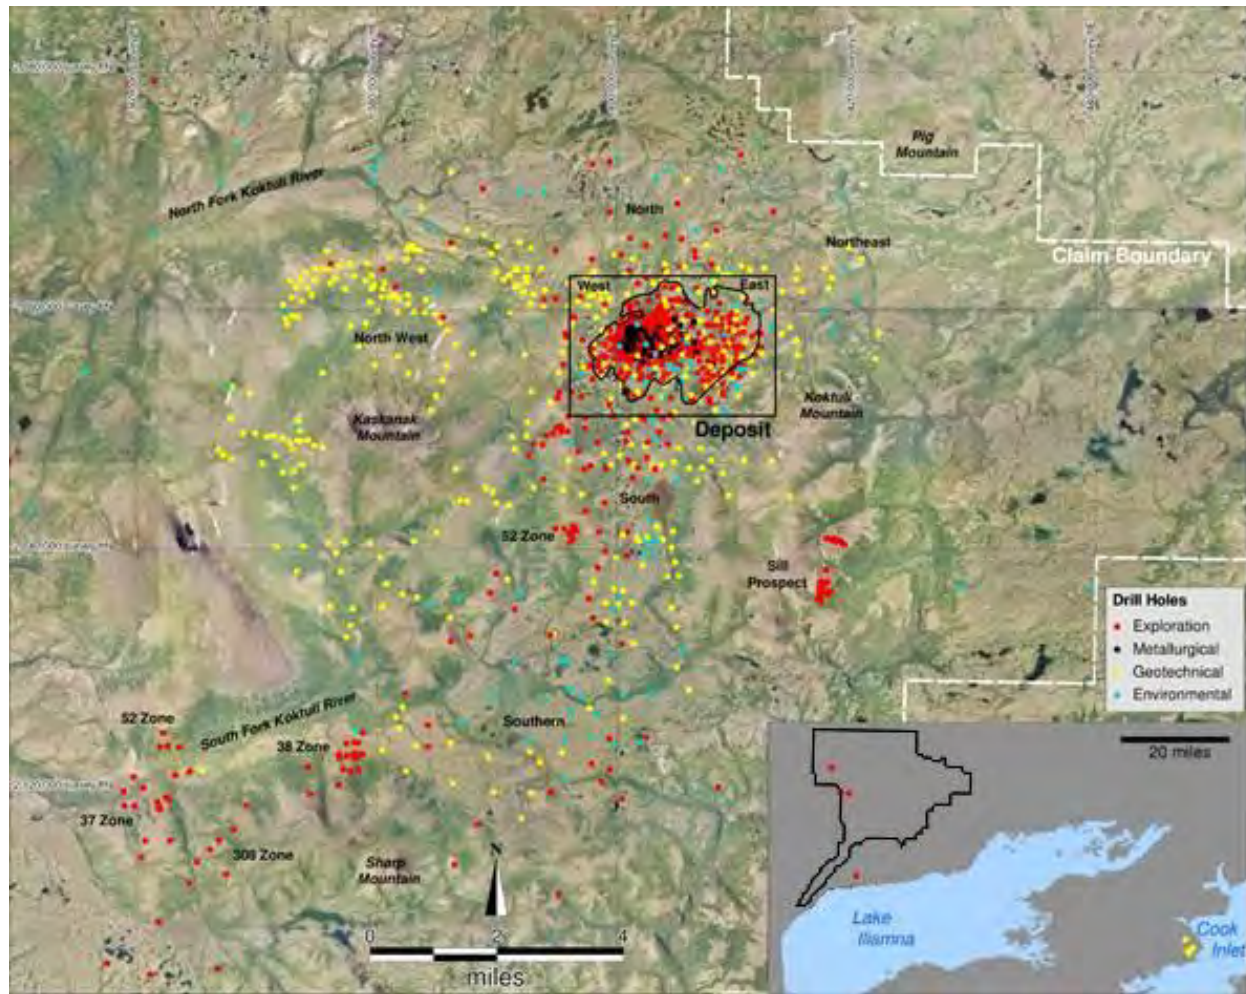 Pig
Mountain
North Fork Koktuli River
North
Northeast
Claim Boundary
West
East
North West
Kaskanak
Mountain
Koktuli
Mountain
Deposit
South
52 Zone
Sill
Prospect
Drill Holes
Exploration
Metallurgical
Geotechnical
Environmental
52 Zone
South Fork Koktuli River
Southern
38 Zone
20 miles
37 Zone
308 Zone
Sharp
Mountain
N
0
2
4
miles
Lake
Iliamna
Cook
Inlet